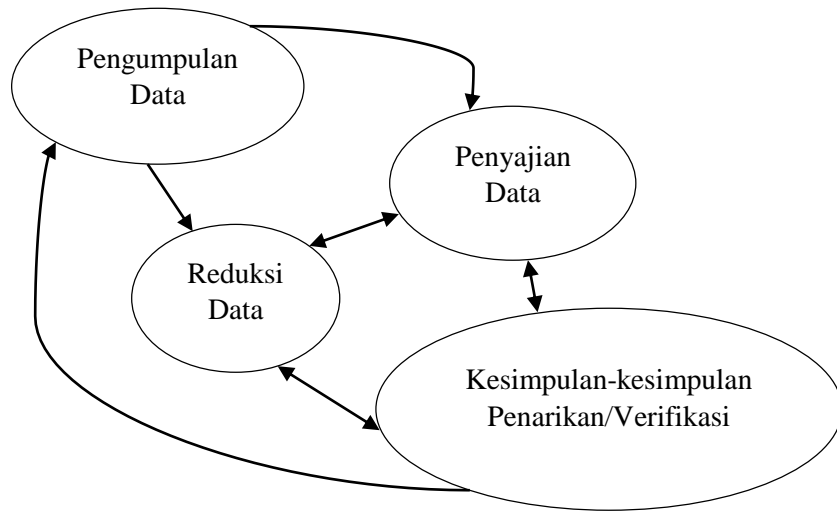 Pengumpulan
Data
Penyajian
Data
Reduksi
Data
Kesimpulan-kesimpulan
Penarikan/Verifikasi